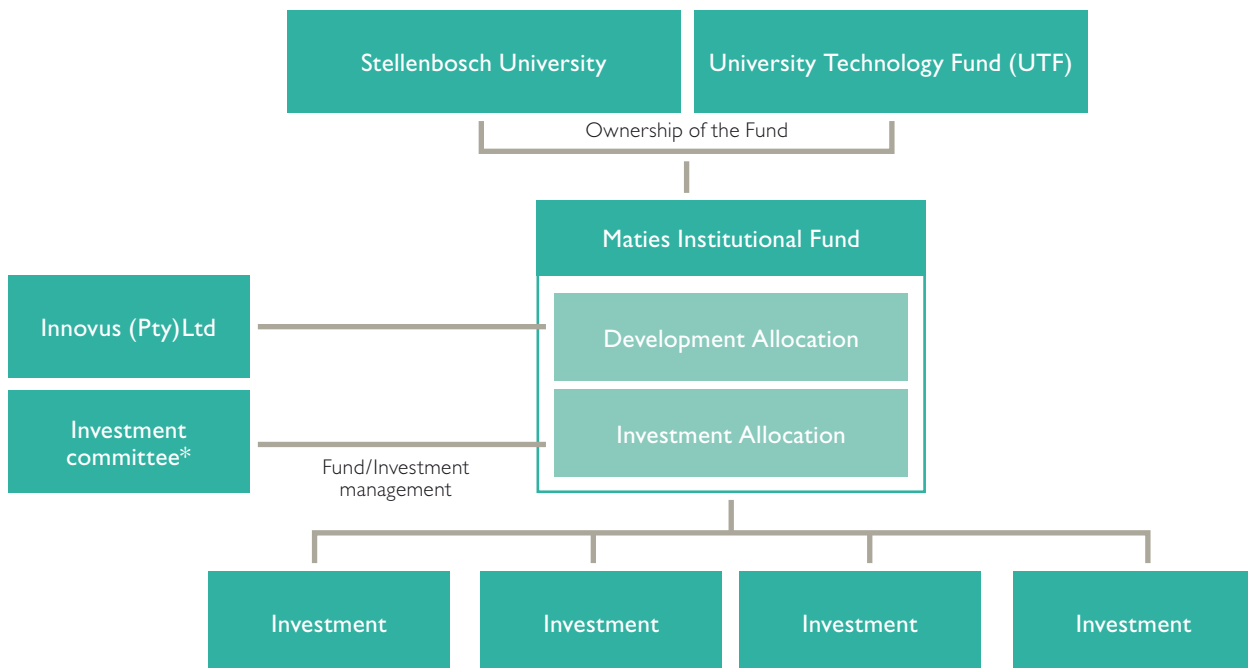 Stellenbosch University
University Technology Fund (UTF)
Ownership of the Fund
Maties Institutional Fund
Innovus (Pty)Ltd
Development Allocation
Investment
committee*
Investment Allocation
Fund/Investment
management
Investment
Investment
Investment
Investment